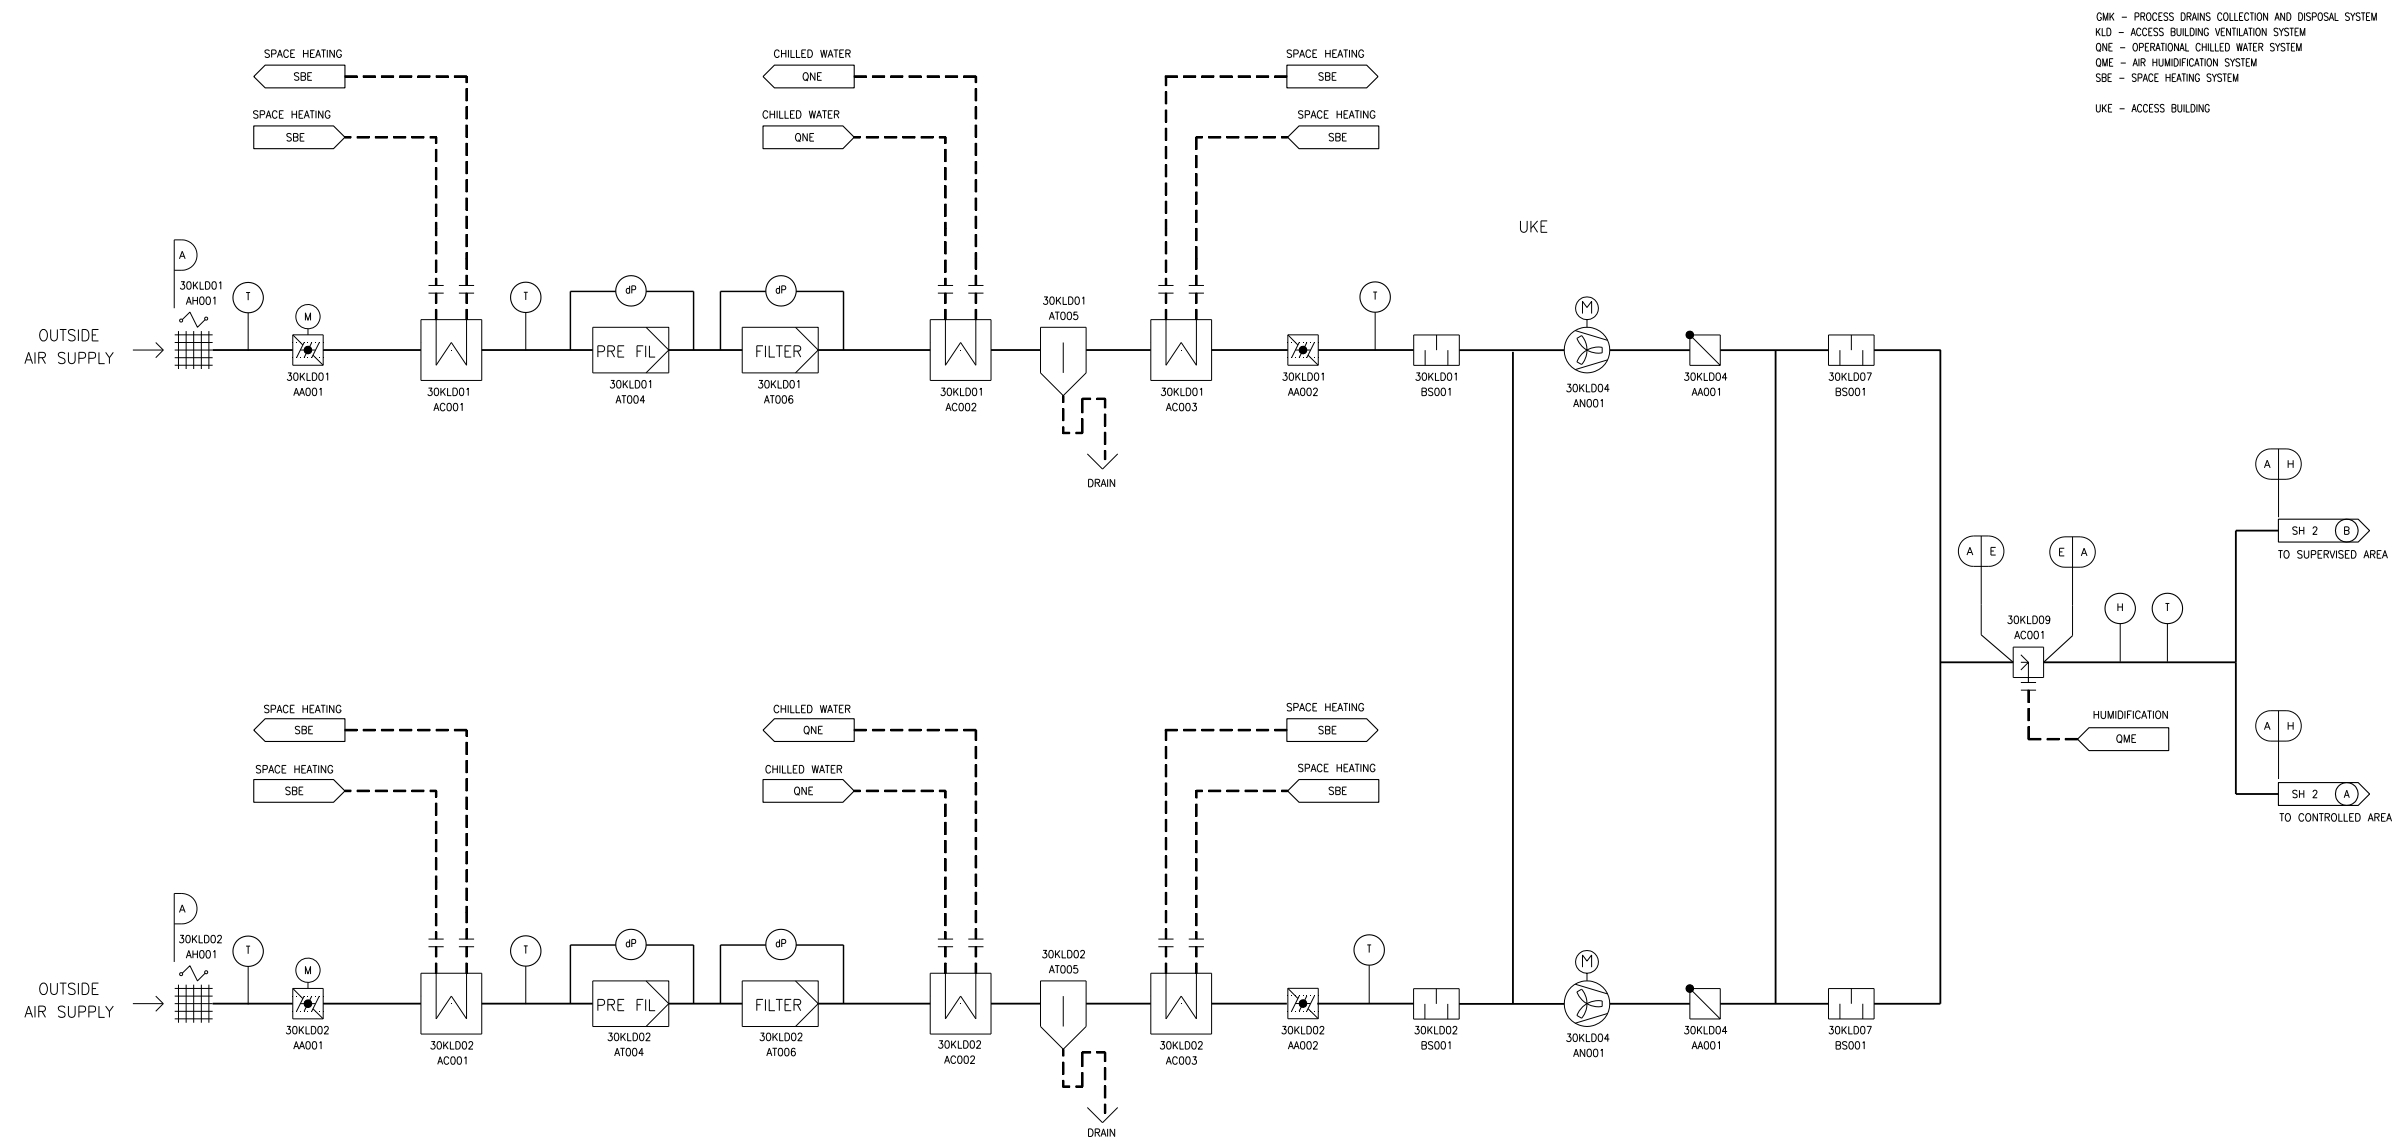 GMK - PROCESS DRAINS COLLECTION AND DISPOSAL SYSTEM
KLD - ACCESS BUILDING VENTILATION SYSTEM
QNE - OPERATIONAL CHILLED WATER SYSTEM
QME - AIR HUMIDIFICATION SYSTEM
SBE - SPACE HEATING SYSTEM
UKE - ACCESS BUILDING
SPACE HEATING
SBE
SPACE HEATING
SBE
CHILLED WATER
QNE
CHILLED WATER
QNE
SPACE HEATING
SBE
SPACE HEATING
SBE
UKE
A
30KLD01
AH001
T
M
T
dP
dP
30KLD01
AT005
T
M
OUTSIDE
AIR SUPPLY
PRE FIL
FILTER
30KLD01
AA001
30KLD01
AC001
30KLD01
AT004
30KLD01
AT006
30KLD01
AC002
30KLD01
AC003
30KLD01
AA002
30KLD01
BS001
30KLD04
AN001
30KLD04
AA001
30KLD07
BS001
DRAIN
A H
SH 2 B
TO SUPERVISED AREA
A E
E A
30KLD09
AC001
H
T
HUMIDIFICATION
QME
A H
SH 2 A
TO CONTROLLED AREA
SPACE HEATING
SBE
SPACE HEATING
SBE
CHILLED WATER
QNE
CHILLED WATER
QNE
SPACE HEATING
SBE
SPACE HEATING
SBE
A
30KLD02
AH001
T
M
T
dP
dP
30KLD02
AT005
T
M
OUTSIDE
AIR SUPPLY
PRE FIL
FILTER
30KLD02
AA001
30KLD02
AC001
30KLD02
AT004
30KLD02
AT006
30KLD02
AC002
30KLD02
AC003
30KLD02
AA002
30KLD02
BS001
30KLD04
AN001
30KLD04
AA001
30KLD07
BS001
DRAIN